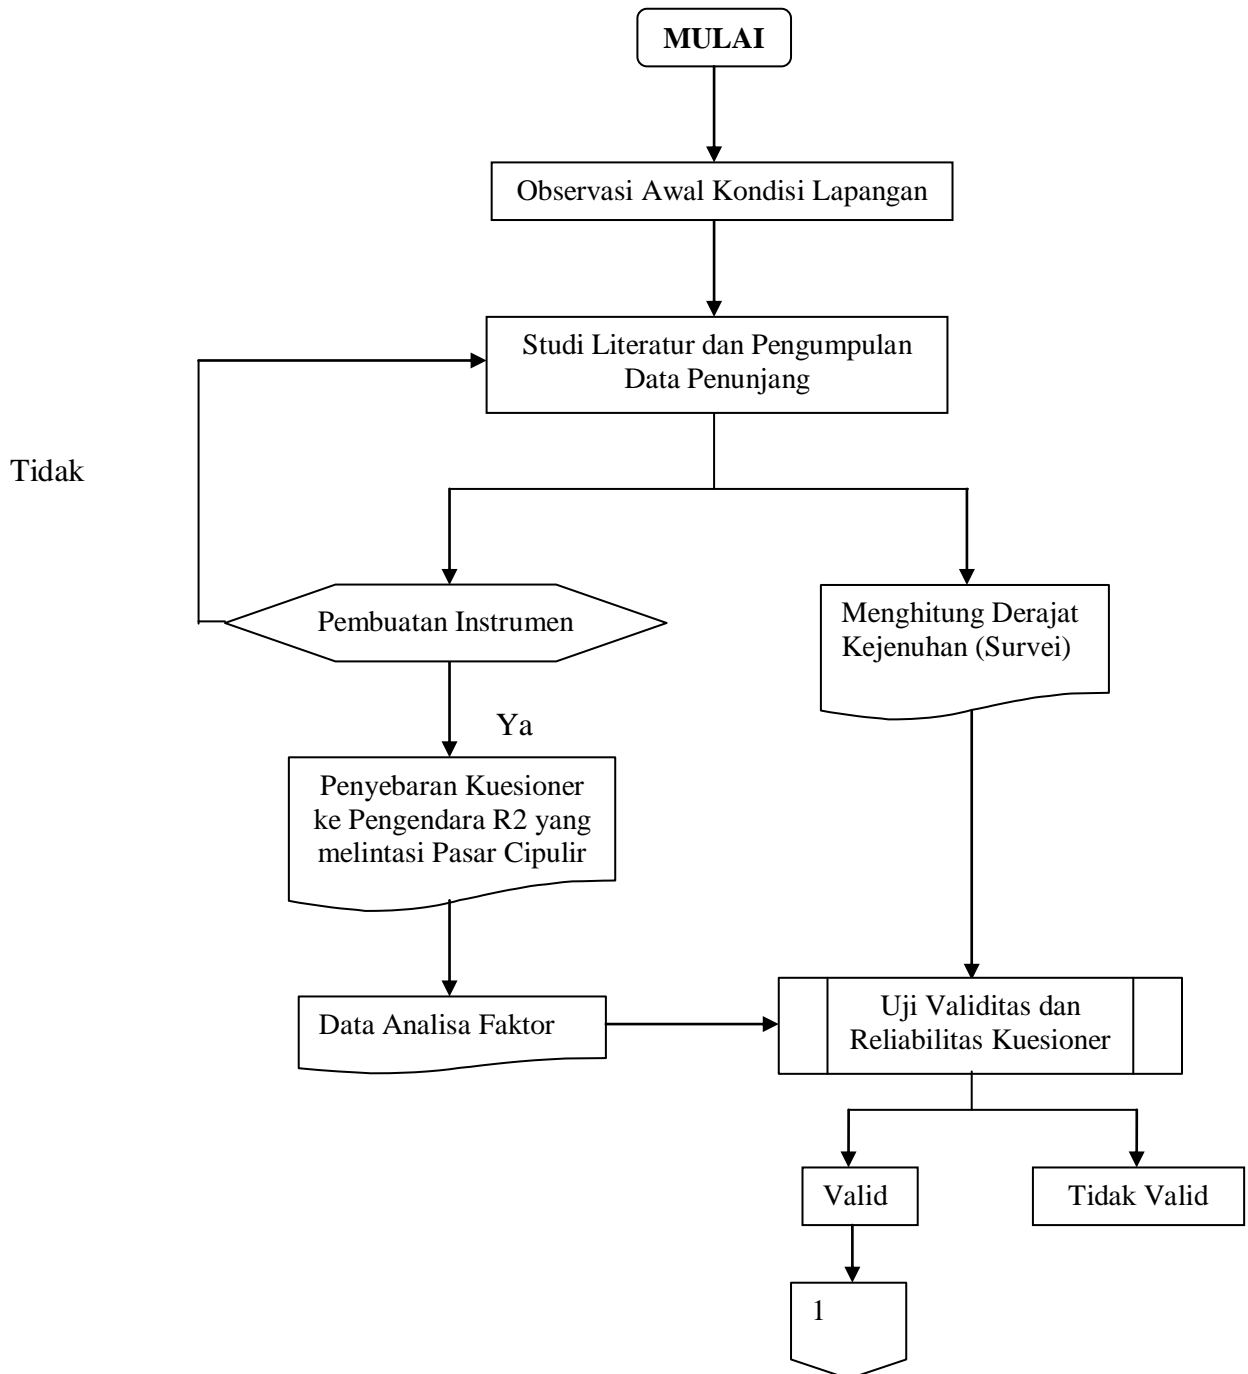 MULAI
Observasi Awal Kondisi Lapangan
Studi Literatur dan Pengumpulan
Data Penunjang
Tidak
Pembuatan Instrumen
Menghitung Derajat
Kejenuhan (Survei)
Ya
Penyebaran Kuesioner
ke Pengendara R2 yang
melintasi Pasar Cipulir
Data Analisa Faktor
Uji Validitas dan
Reliabilitas Kuesioner
Valid
Tidak Valid
1